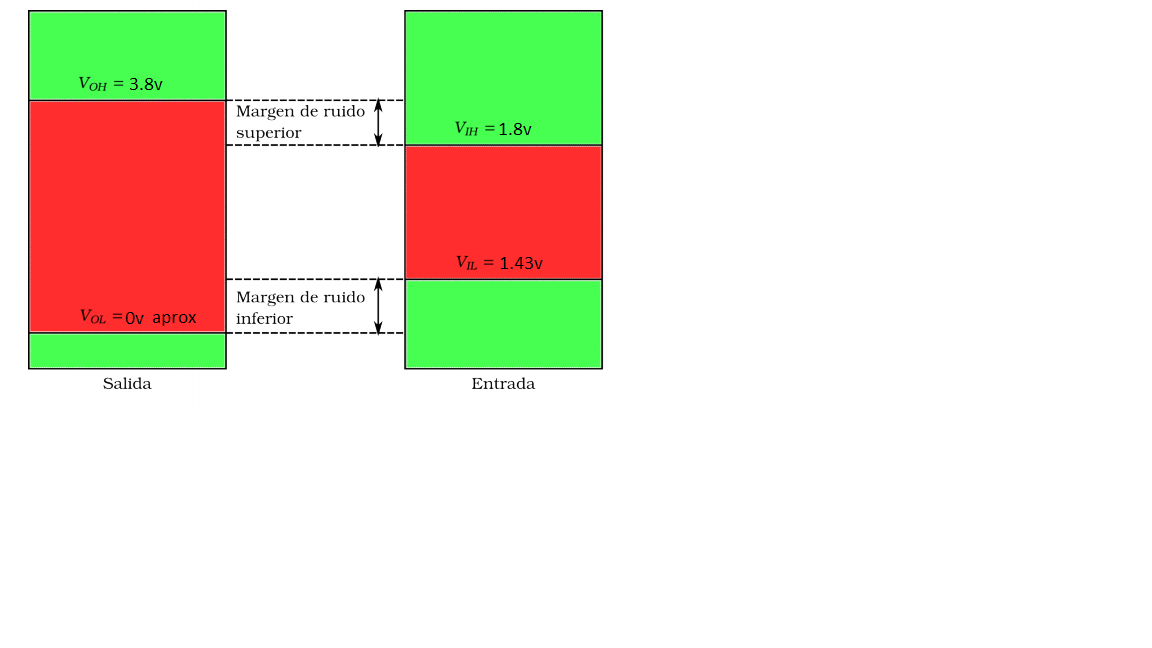 V_OH = 3.8v
Margen de ruido
superior
V_IH = 1.8v
V_IL = 1.43v
Margen de ruido
inferior
V_OL = 0v aprox
Salida
Entrada